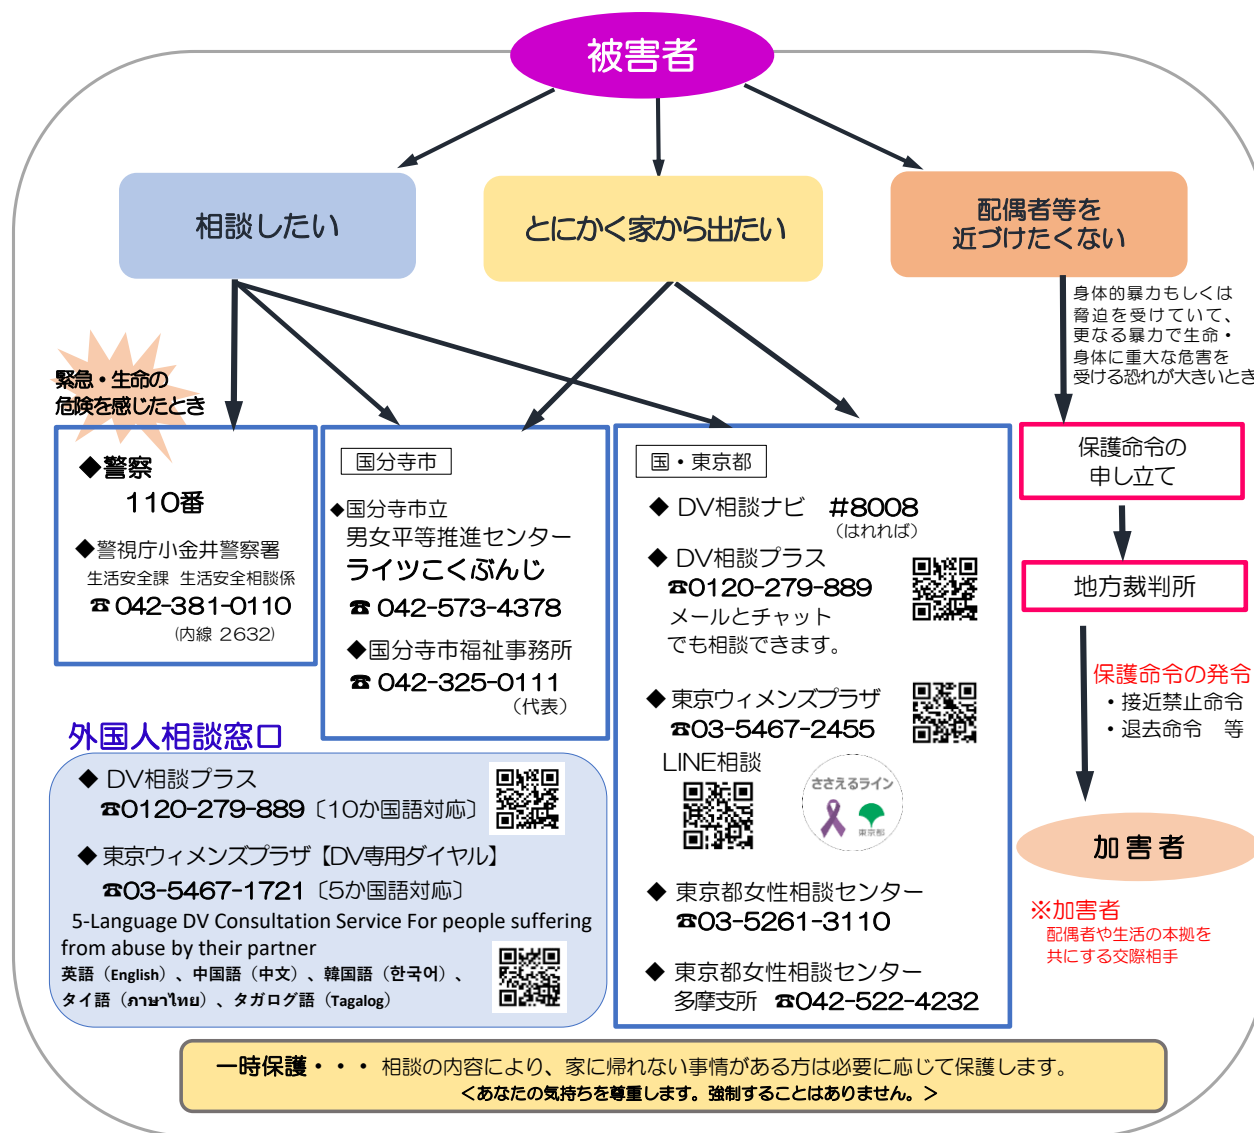 被害者
相談したい
とにかく家から出たい
配偶者等を
近づけたくない
身体的暴力もしくは
脅迫を受けていて、
更なる暴力で生命・
身体に重大な危害を
受ける恐れが大きいとき
緊急・生命の
危険を感じたとき
◆警察
110番
◆警視庁小金井警察署
生活安全課 生活安全相談係
☎042-381-0110
(内線 2632)
国分寺市
◆国分寺市立
男女平等推進センター
ライツこくぶんじ
☎042-573-4378
◆国分寺市福祉事務所
☎042-325-0111
（代表）
国・東京都
◆ DV相談ナビ #8008
（はれれば）
◆ DV相談プラス
☎0120-279-889
メールとチャット
でも相談できます。
◆ 東京ウィメンズプラザ
☎03-5467-2455
LINE相談
ささえるライン
東京都
◆ 東京都女性相談センター
☎03-5261-3110
◆ 東京都女性相談センター
多摩支所 ☎042-522-4232
保護命令の
申し立て
地方裁判所
保護命令の発令
・接近禁止命令
・退去命令 等
加害者
※加害者
配偶者や生活の本拠を
共にする交際相手
外国人相談窓口
◆ DV相談プラス
☎0120-279-889〔10か国語対応〕
◆ 東京ウィメンズプラザ【DV専用ダイヤル】
☎03-5467-1721〔5か国語対応〕
5-Language DV Consultation Service For people suffering
from abuse by their partner
英語（English）、中国語（中文）、韓国語（한국어）、
タイ語（ภาษาไทย）、タガログ語（Tagalog）
一時保護・・・ 相談の内容により、家に帰れない事情がある方は必要に応じて保護します。
＜あなたの気持ちを尊重します。強制することはありません。＞